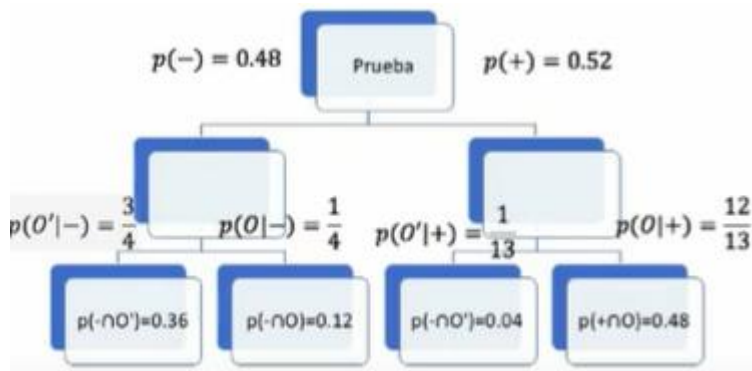 p(−) = 0.48
Prueba
p(+) = 0.52
p(O′|−) = 3/4
p(O|−) = 1/4
p(O′|+) = 1/13
p(O|+) = 12/13
p(-∩O')=0.36
p(-∩O)=0.12
p(-∩O')=0.04
p(+∩O)=0.48